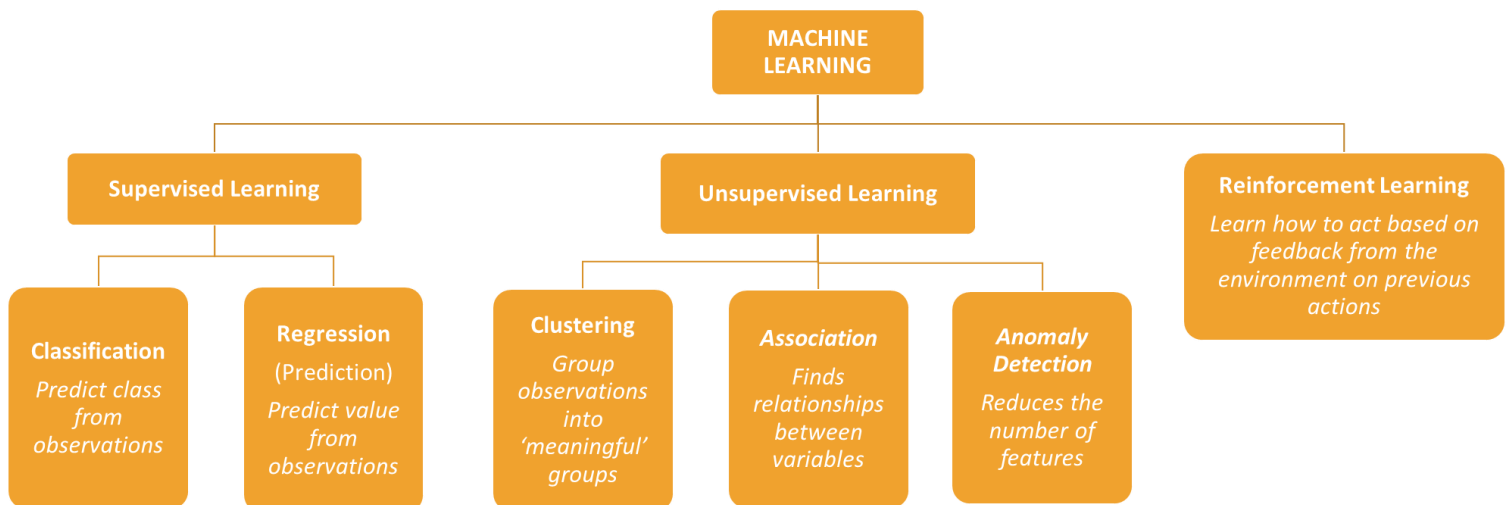 MACHINE
LEARNING
Supervised Learning
Unsupervised Learning
Reinforcement Learning
Learn how to act based on
feedback from the
environment on previous
actions
Classification
Predict class
from
observations
Regression
(Prediction)
Predict value
from
observations
Clustering
Group
observations
into
‘meaningful’
groups
Association
Finds
relationships
between
variables
Anomaly
Detection
Reduces the
number of
features